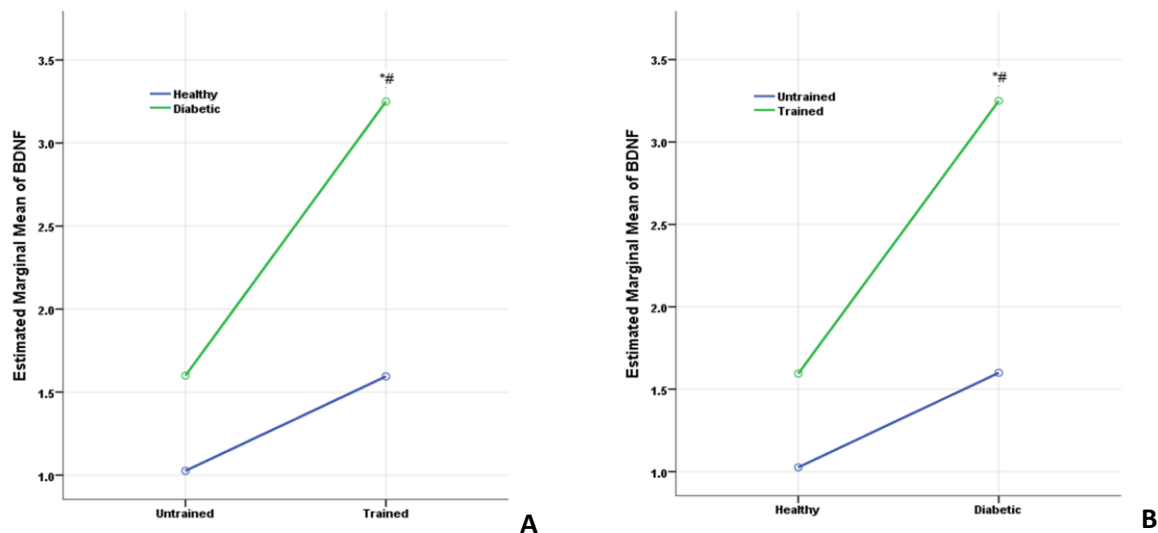 Estimated Marginal Mean of BDNF
3.5
3.0
2.5
2.0
1.5
1.0
Healthy
Diabetic
*#
Untrained
Trained
A
Estimated Marginal Mean of BDNF
3.5
3.0
2.5
2.0
1.5
1.0
Untrained
Trained
*#
Healthy
Diabetic
B